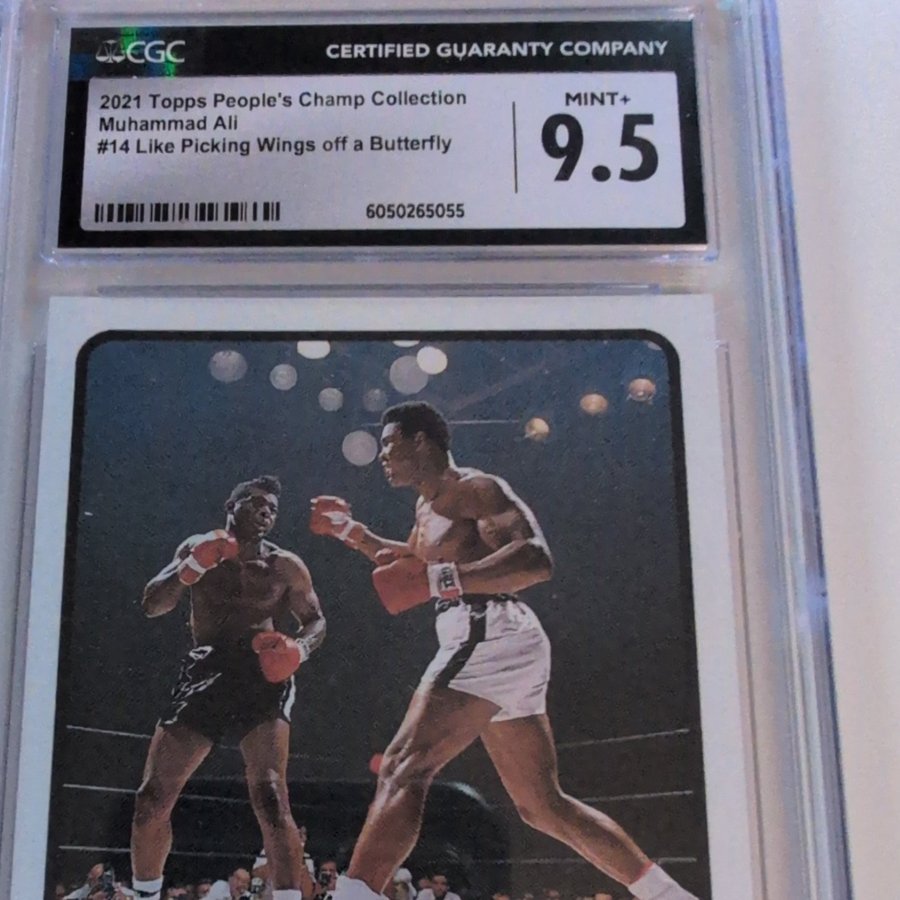 CGC CERTIFIED GUARANTY COMPANY
2021 Topps People's Champ Collection
Muhammad Ali
#14 Like Picking Wings off a Butterfly
MINT+
9.5
6050265055